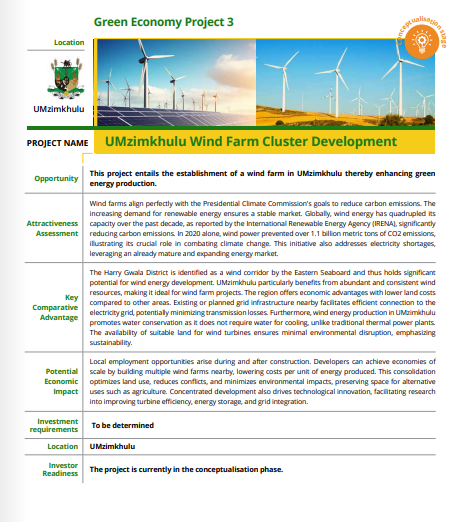 Green Economy Project 3
Conceptualisation stage
Location
UMzimkhulu
PROJECT NAME
UMzimkhulu Wind Farm Cluster Development
Opportunity
This project entails the establishment of a wind farm in UMzimkhulu thereby enhancing green
energy production.
Attractiveness
Assessment
Wind farms align perfectly with the Presidential Climate Commission's goals to reduce carbon emissions. The
increasing demand for renewable energy ensures a stable market. Globally, wind energy has quadrupled its
capacity over the past decade, as reported by the International Renewable Energy Agency (IRENA), significantly
reducing carbon emissions. In 2020 alone, wind power prevented over 1.1 billion metric tons of CO2 emissions,
illustrating its crucial role in combating climate change. This initiative also addresses electricity shortages,
leveraging an already mature and expanding energy market.
Key
Comparative
Advantage
The Harry Gwala District is identified as a wind corridor by the Eastern Seaboard and thus holds significant
potential for wind energy development. UMzimkhulu particularly benefits from abundant and consistent wind
resources, making it ideal for wind farm projects. The region offers economic advantages with lower land costs
compared to other areas. Existing or planned grid infrastructure nearby facilitates efficient connection to the
electricity grid, potentially minimizing transmission losses. Furthermore, wind energy production in UMzimkhulu
promotes water conservation as it does not require water for cooling, unlike traditional thermal power plants.
The availability of suitable land for wind turbines ensures minimal environmental disruption, emphasizing
sustainability.
Potential
Economic
Impact
Local employment opportunities arise during and after construction. Developers can achieve economies of
scale by building multiple wind farms nearby, lowering costs per unit of energy produced. This consolidation
optimizes land use, reduces conflicts, and minimizes environmental impacts, preserving space for alternative
uses such as agriculture. Concentrated development also drives technological innovation, facilitating research
into improving turbine efficiency, energy storage, and grid integration.
Investment
requirements
To be determined
Location
UMzimkhulu
Investor
Readiness
The project is currently in the conceptualisation phase.